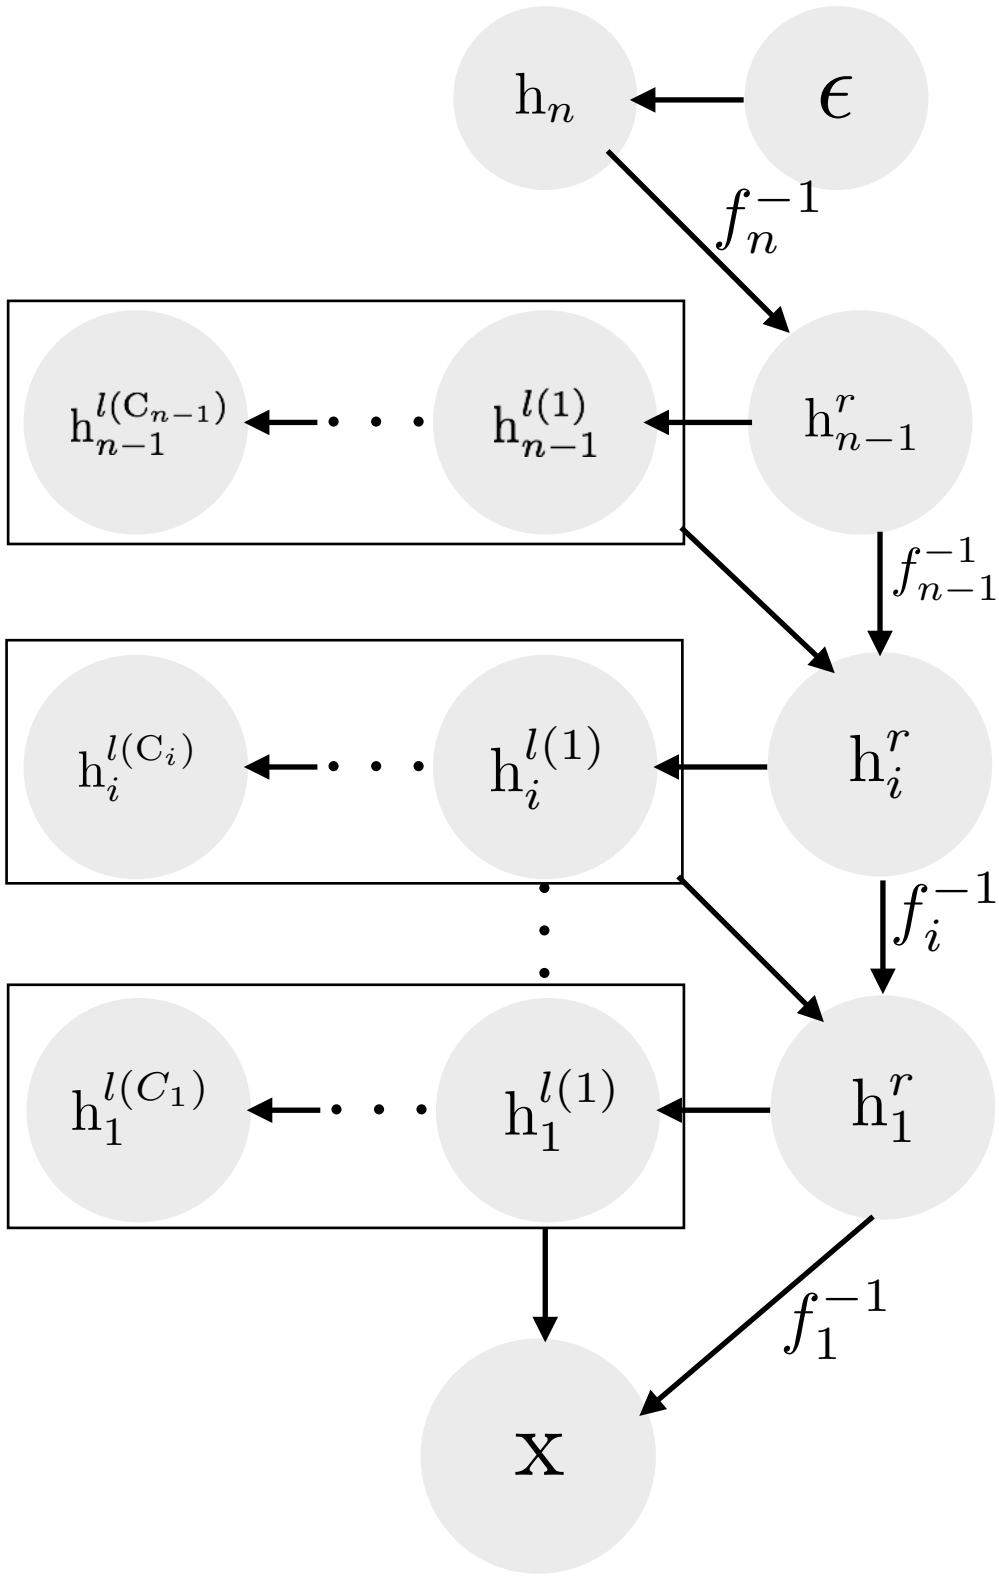 h_n ϵ
f_n^{-1}
h_{n-1}^{l(C_{n-1})} · · · h_{n-1}^{l(1)} h_{n-1}^r
f_{n-1}^{-1}
h_i^{l(C_i)} · · · h_i^{l(1)} h_i^r
f_i^{-1}
h_1^{l(C_1)} · · · h_1^{l(1)} h_1^r
f_1^{-1}
x